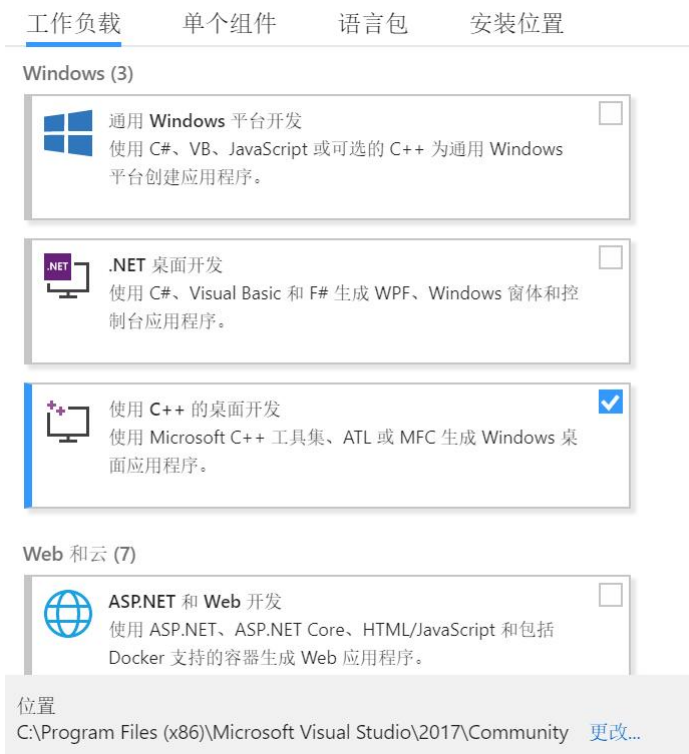 工作负载 单个组件 语言包 安装位置
Windows (3)
通用 Windows 平台开发
使用 C#、VB、JavaScript 或可选的 C++ 为通用 Windows
平台创建应用程序。
.NET
.NET 桌面开发
使用 C#、Visual Basic 和 F# 生成 WPF、Windows 窗体和控
制台应用程序。
使用 C++ 的桌面开发
使用 Microsoft C++ 工具集、ATL 或 MFC 生成 Windows 桌
面应用程序。
Web 和云 (7)
ASP.NET 和 Web 开发
使用 ASP.NET、ASP.NET Core、HTML/JavaScript 和包括
Docker 支持的容器生成 Web 应用程序。
位置
C:\Program Files (x86)\Microsoft Visual Studio\2017\Community 更改...